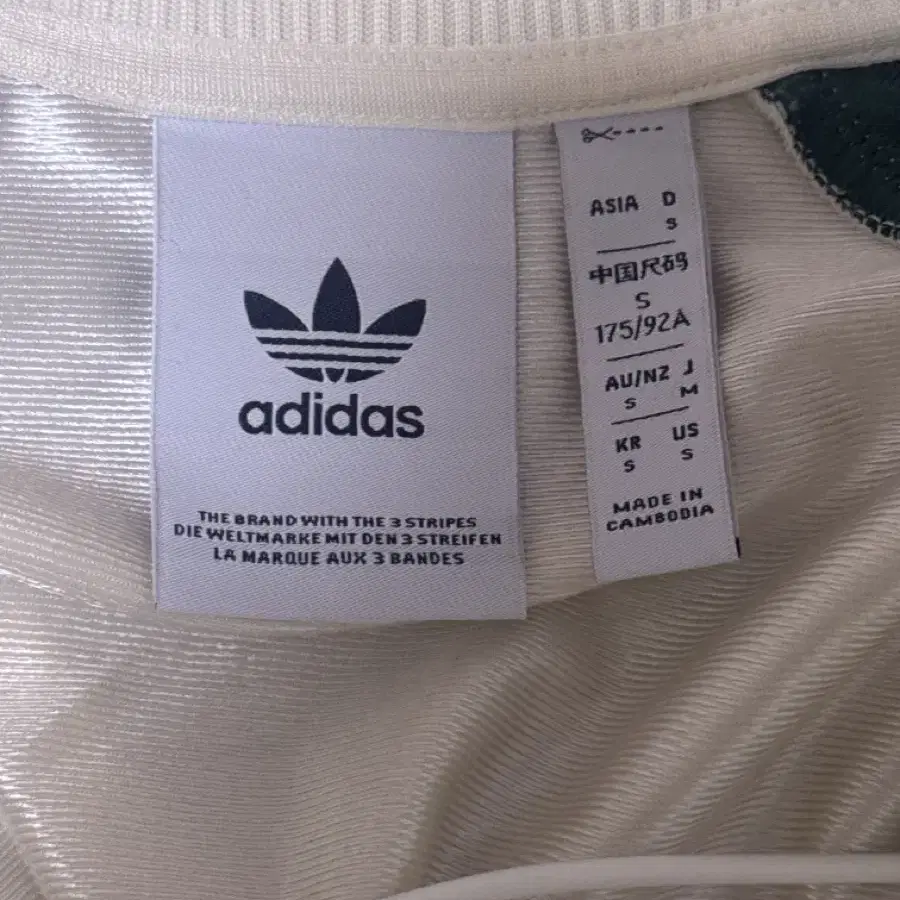 adidas
THE BRAND WITH THE 3 STRIPES
DIE WELTMARKE MIT DEN 3 STREIFEN
LA MARQUE AUX 3 BANDES
ASIA D
S
中国尺码
S
175/92A
AU/NZ J
S M
KR US
S S
MADE IN
CAMBODIA